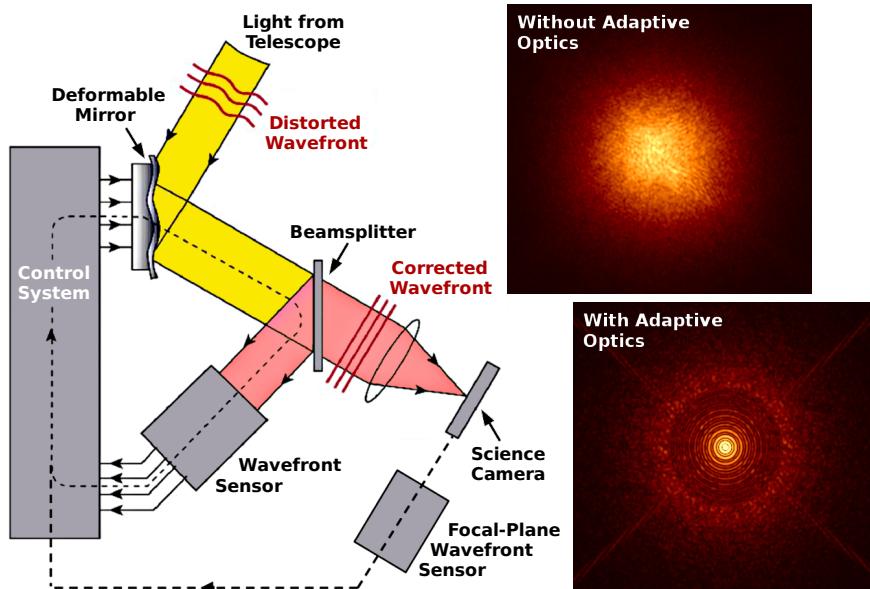 Light from
Telescope
Deformable
Mirror
Distorted
Wavefront
Beamsplitter
Control
System
Corrected
Wavefront
Science
Camera
Wavefront
Sensor
Focal-Plane
Wavefront
Sensor
Without Adaptive
Optics
With Adaptive
Optics